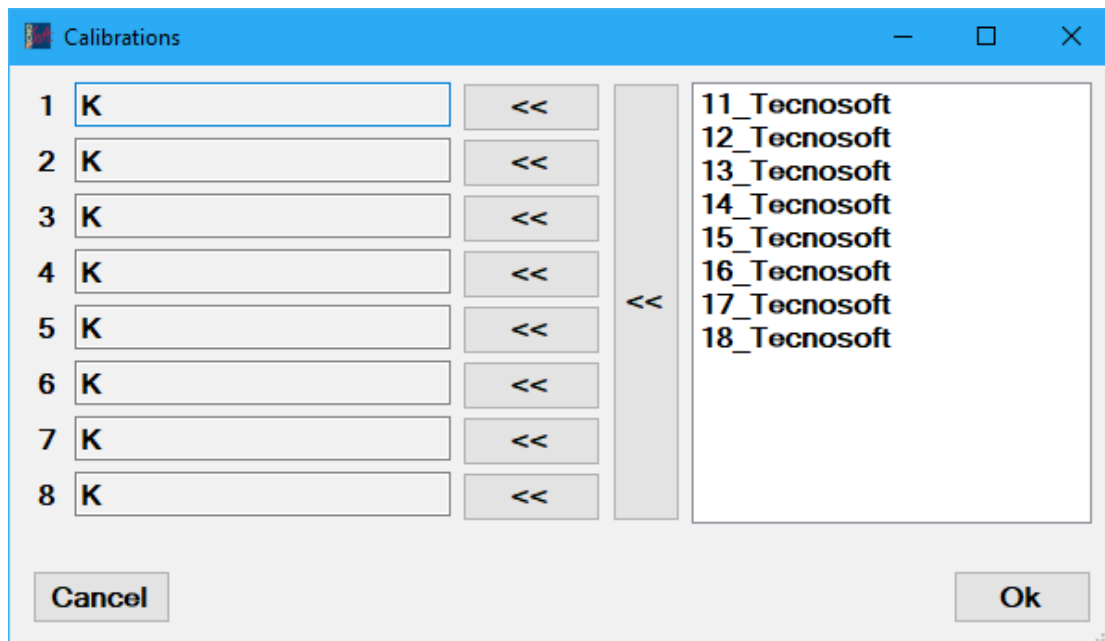 Calibrations
1 K <<
2 K <<
3 K <<
4 K <<
5 K <<
6 K <<
7 K <<
8 K <<
<<
11_Tecnosoft
12_Tecnosoft
13_Tecnosoft
14_Tecnosoft
15_Tecnosoft
16_Tecnosoft
17_Tecnosoft
18_Tecnosoft
Cancel
Ok